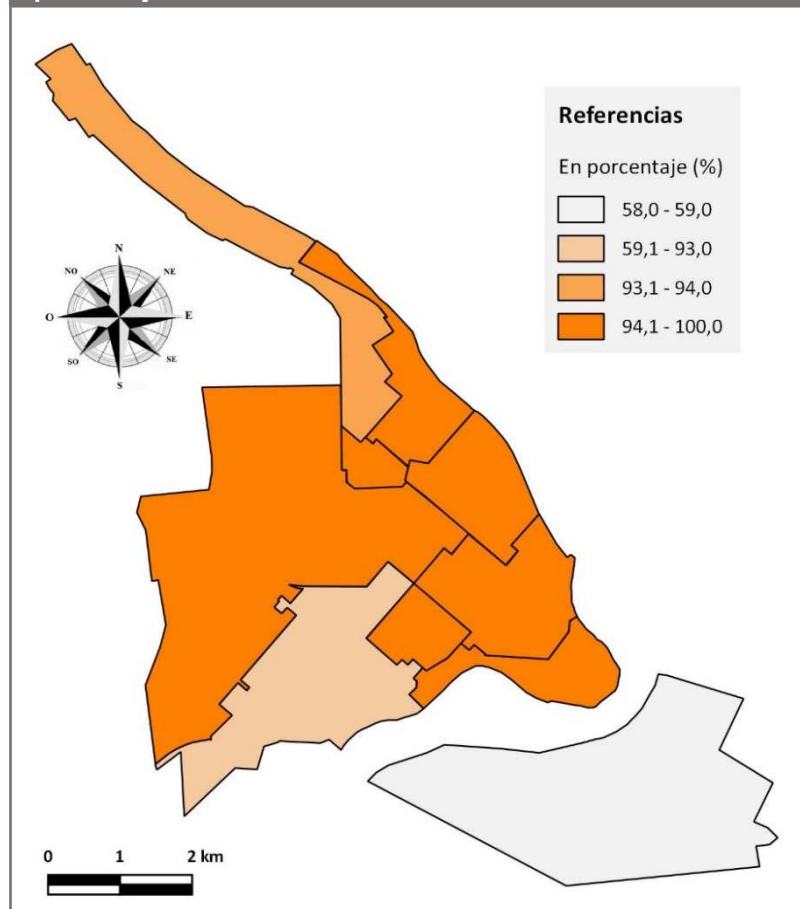 Referencias
En porcentaje (%)
58,0 - 59,0
59,1 - 93,0
93,1 - 94,0
94,1 - 100,0
N
NO
NE
O
E
SO
SE
S
0 1 2 km